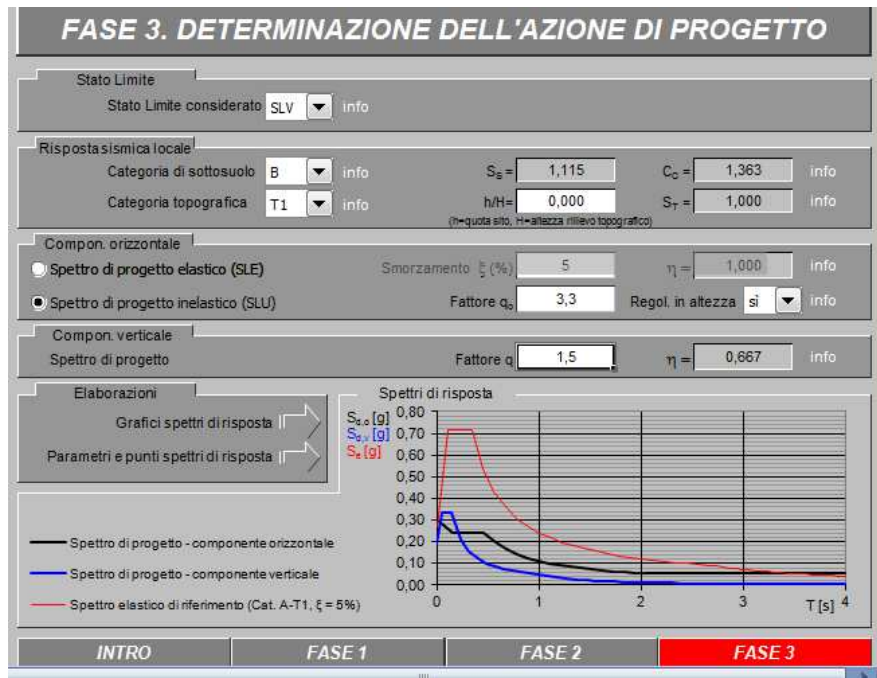 FASE 3. DETERMINAZIONE DELL'AZIONE DI PROGETTO
Stato Limite
Stato Limite considerato SLV info
Risposta sismica locale
Categoria di sottosuolo B info SS = 1,115 CC = 1,363 info
Categoria topografica T1 info h/H= 0,000 ST = 1,000 info
(h=quota sito, H=altezza rilievo topografico)
Compon. orizzontale
Spettro di progetto elastico (SLE) Smorzamento ξ (%) 5 η = 1,000 info
Spettro di progetto inelastico (SLU) Fattore qo 3,3 Regol. in altezza sì info
Compon. verticale
Spettro di progetto Fattore q 1,5 η = 0,667 info
Elaborazioni
Grafici spettri di risposta
Parametri e punti spettri di risposta
Spettri di risposta
Sd,o [g]
Sd,v [g]
Se [g]
0,80
0,70
0,60
0,50
0,40
0,30
0,20
0,10
0,00
0 1 2 3 T [s] 4
Spettro di progetto - componente orizzontale
Spettro di progetto - componente verticale
Spettro elastico di riferimento (Cat. A-T1, ξ = 5%)
INTRO FASE 1 FASE 2 FASE 3